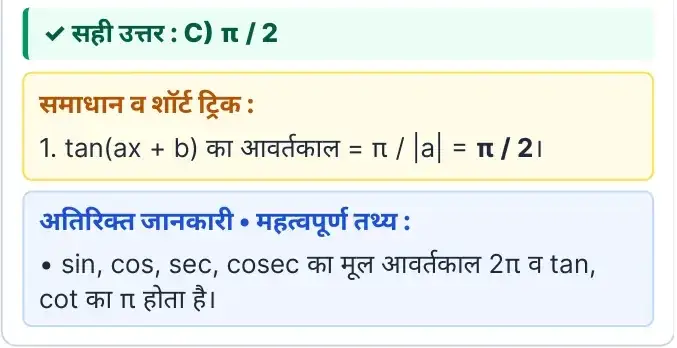 ✓ सही उत्तर : C) π / 2
समाधान व शॉर्ट ट्रिक :
1. tan(ax + b) का आवर्तकाल = π / |a| = π / 2।
अतिरिक्त जानकारी • महत्वपूर्ण तथ्य :
• sin, cos, sec, cosec का मूल आवर्तकाल 2π व tan,
cot का π होता है।